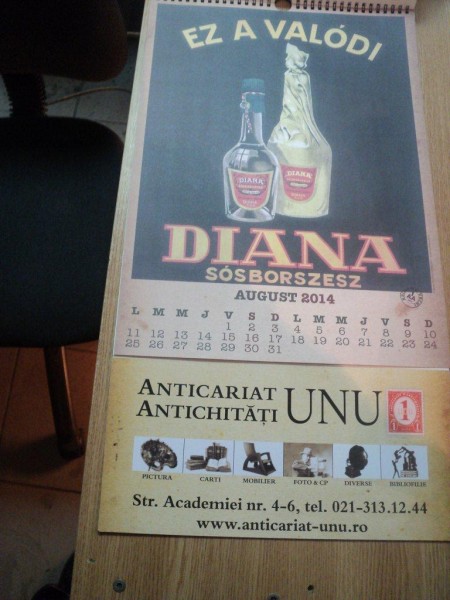 EZ A VALÓDI
DIANA
DIANA
DIANA
SÓSBORSZESZ
AUGUST 2014
L M M J V S D L M M J V S D
1 2 3 4 5 6 7 8 9 10
11 12 13 14 15 16 17 18 19 20 21 22 23 24
25 26 27 28 29 30 31
ANTICARIAT
ANTICHITĂȚI
UNU
1
PICTURA CARTI MOBILIER FOTO & CP DIVERSE BIBLIOFILIE
Str. Academiei nr. 4-6, tel. 021-313.12.44
www.anticariat-unu.ro